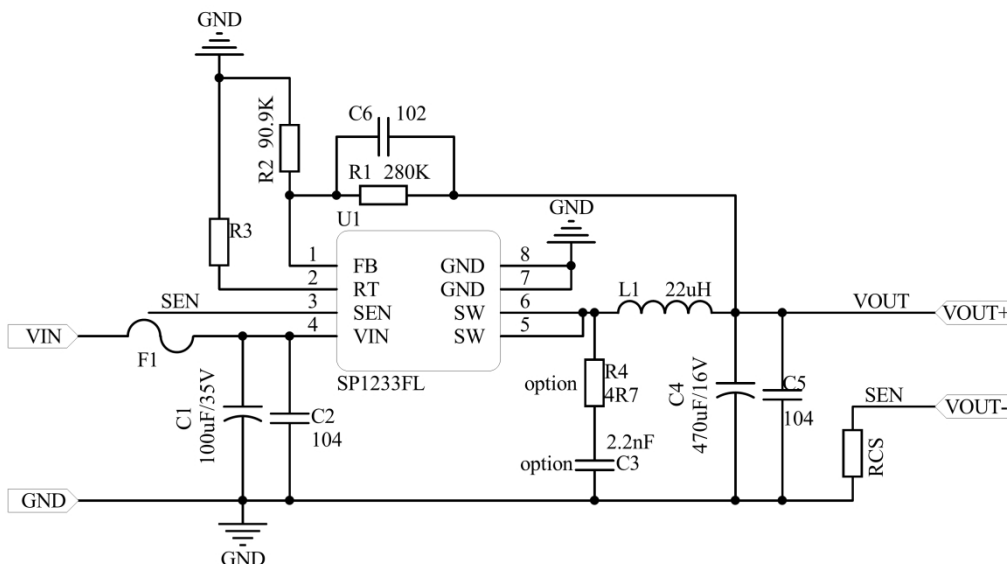 GND
R2 90.9K
C6 102
R1 280K
U1
GND
R3
1 FB GND 8
2 RT GND 7
SEN 3 SEN SW 6
4 VIN SW 5
L1 22uH
VOUT
VOUT+
VIN
F1
SP1233FL
C1
100uF/35V
C2
104
option
R4
4R7
C4
470uF/16V
C5
104
SEN
VOUT-
2.2nF
option C3
RCS
GND
GND